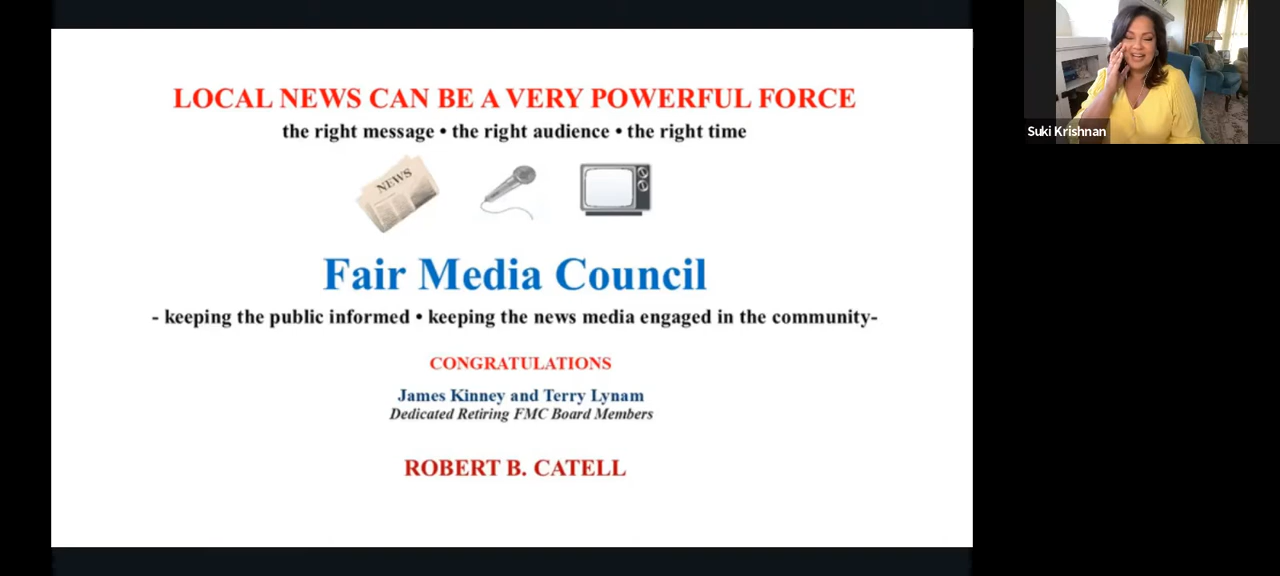 LOCAL NEWS CAN BE A VERY POWERFUL FORCE
the right message • the right audience • the right time
NEWS
Fair Media Council
- keeping the public informed • keeping the news media engaged in the community-
CONGRATULATIONS
James Kinney and Terry Lynam
Dedicated Retiring FMC Board Members
ROBERT B. CATELL
Suki Krishnan